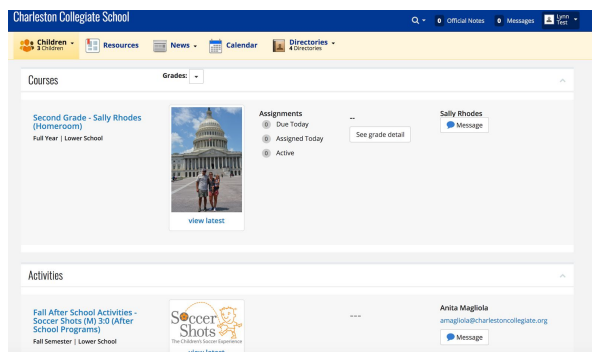 Charleston Collegiate School
0 Official Notes 0 Messages Lynn Test
Children
3 Children
Resources
News
Calendar
Directories
4 Directories
Courses
Grades:
Second Grade - Sally Rhodes
(Homeroom)
Full Year | Lower School
view latest
Assignments
0 Due Today
0 Assigned Today
0 Active
--
See grade detail
Sally Rhodes
Message
Activities
Fall After School Activities -
Soccer Shots (M) 3:0 (After
School Programs)
Fall Semester | Lower School
Soccer
Shots
The Children's Soccer Experience
view latest
---
Anita Magliola
amagliola@charlestoncollegiate.org
Message